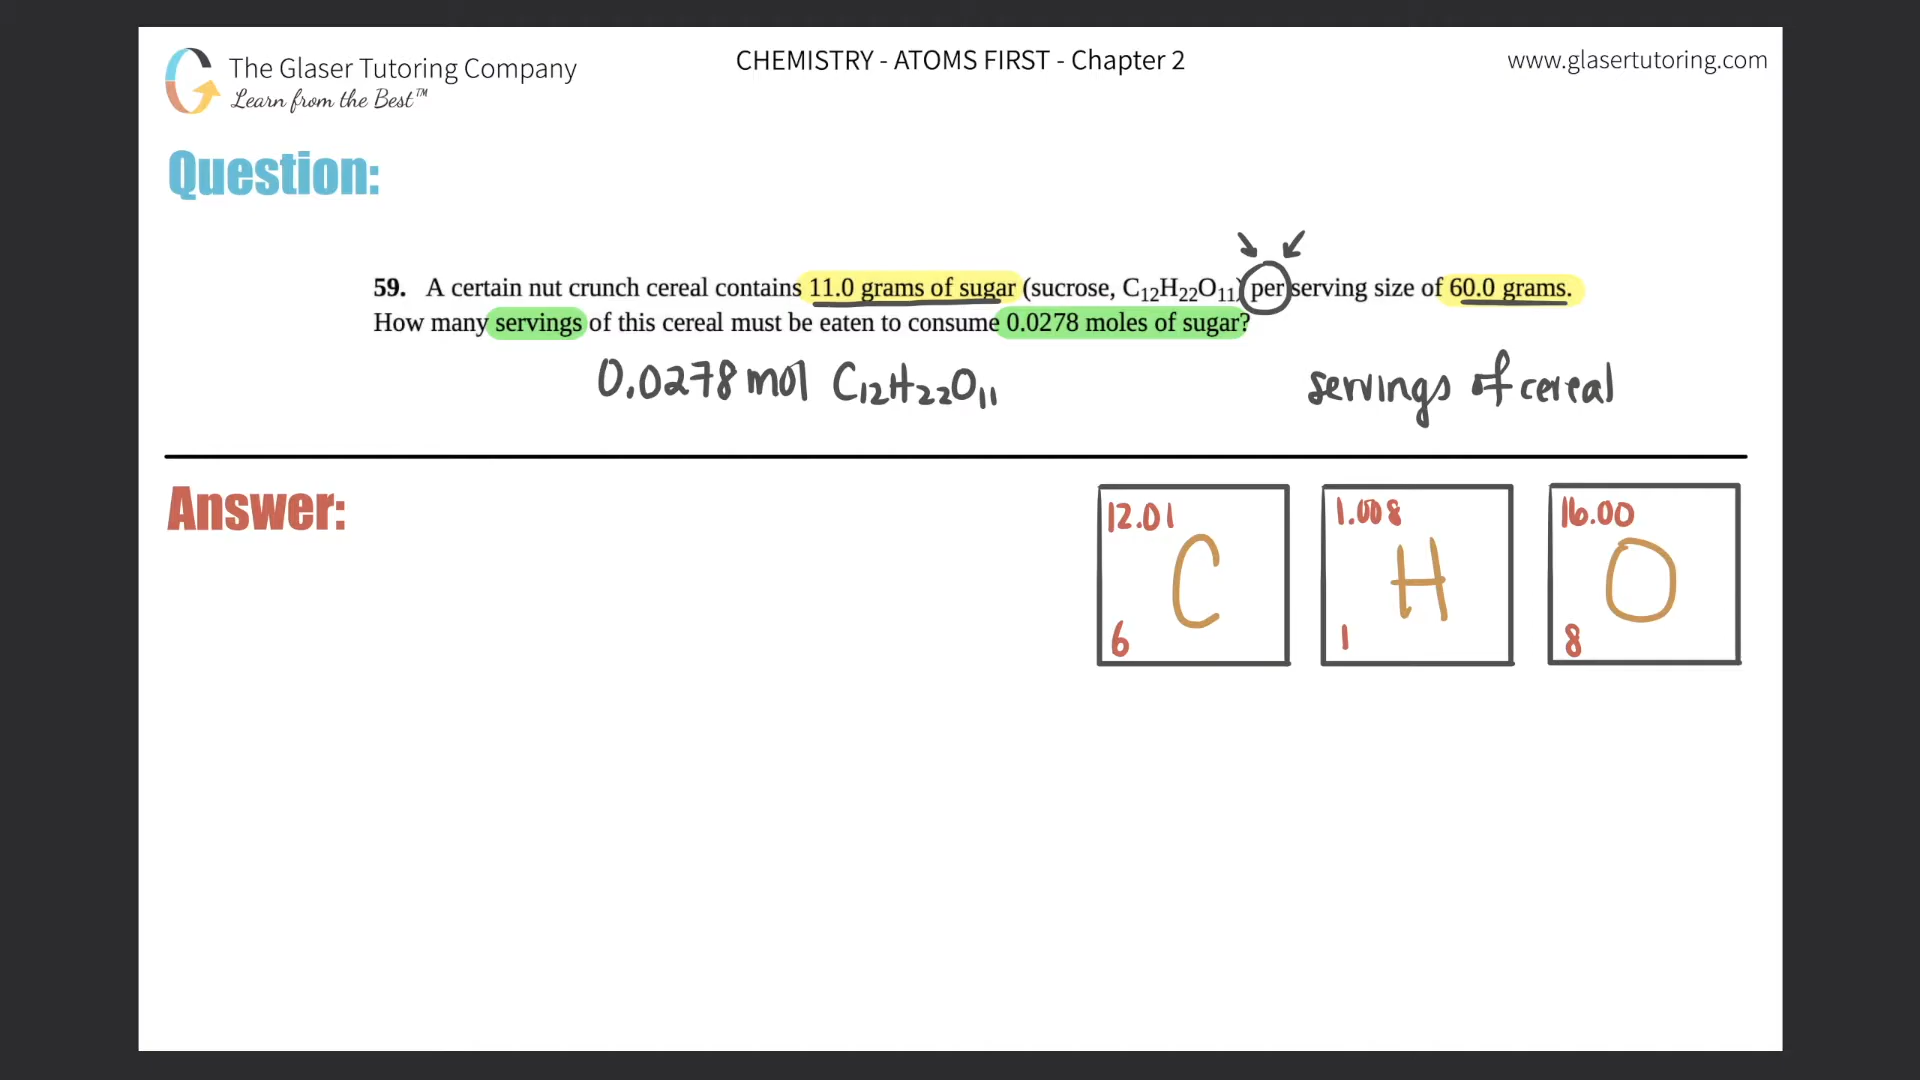 The Glaser Tutoring Company
Learn from the Best™
CHEMISTRY - ATOMS FIRST - Chapter 2
www.glasertutoring.com
Question:
59. A certain nut crunch cereal contains 11.0 grams of sugar (sucrose, C₁₂H₂₂O₁₁) per serving size of 60.0 grams.
How many servings of this cereal must be eaten to consume 0.0278 moles of sugar?
0.0278 mol C₁₂H₂₂O₁₁
servings of cereal
Answer:
12.01
C
6
1.008
H
1
16.00
O
8